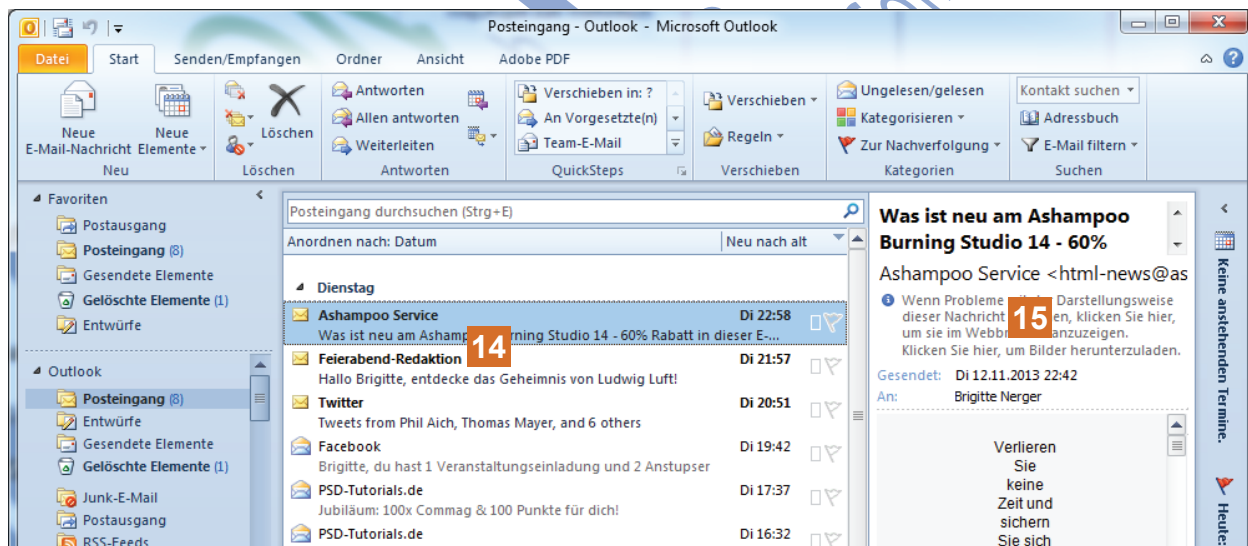 Posteingang - Outlook - Microsoft Outlook
Datei Start Senden/Empfangen Ordner Ansicht Adobe PDF
Neue E-Mail-Nachricht
Neue Elemente
Neu
Löschen
Löschen
Antworten
Allen antworten
Weiterleiten
Antworten
Verschieben in: ?
An Vorgesetzte(n)
Team-E-Mail
QuickSteps
Verschieben
Regeln
Verschieben
Ungelesen/gelesen
Kategorisieren
Zur Nachverfolgung
Kategorien
Kontakt suchen
Adressbuch
E-Mail filtern
Suchen
Favoriten
Postausgang
Posteingang (8)
Gesendete Elemente
Gelöschte Elemente (1)
Entwürfe
Outlook
Posteingang (8)
Entwürfe
Gesendete Elemente
Gelöschte Elemente (1)
Junk-E-Mail
Postausgang
RSS-Feeds
Posteingang durchsuchen (Strg+E)
Anordnen nach: Datum Neu nach alt
Dienstag
Ashampoo Service Di 22:58
Was ist neu am Ashamp rning Studio 14 - 60% Rabatt in dieser E-...
14
Feierabend-Redaktion Di 21:57
Hallo Brigitte, entdecke das Geheimnis von Ludwig Luft!
Twitter Di 20:51
Tweets from Phil Aich, Thomas Mayer, and 6 others
Facebook Di 19:42
Brigitte, du hast 1 Veranstaltungseinladung und 2 Anstupser
PSD-Tutorials.de Di 17:37
Jubiläum: 100x Commag & 100 Punkte für dich!
PSD-Tutorials.de Di 16:32
Was ist neu am Ashampoo
Burning Studio 14 - 60%
Ashampoo Service <html-news@as
Wenn Probleme Darstellungsweise
dieser Nachricht en, klicken Sie hier,
um sie im Webbr anzuzeigen.
Klicken Sie hier, um Bilder herunterzuladen.
15
Gesendet: Di 12.11.2013 22:42
An: Brigitte Nerger
Verlieren
Sie
keine
Zeit und
sichern
Sie sich
Keine anstehenden Termine.
Heute: